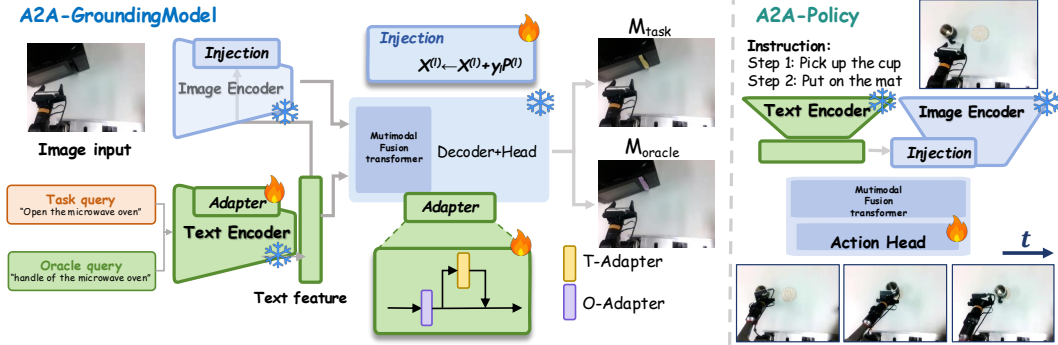 A2A-GroundingModel
Image input
Task query
"Open the microwave oven"
Oracle query
"handle of the microwave oven"
Injection
Image Encoder
Adapter
Text Encoder
Text feature
Injection
X⁽ˡ⁾←X⁽ˡ⁾+γₗP⁽ˡ⁾
Mutimodal
Fusion
transformer
Decoder+Head
Adapter
T-Adapter
O-Adapter
M_task
M_oracle
A2A-Policy
Instruction:
Step 1: Pick up the cup
Step 2: Put on the mat
Text Encoder
Image Encoder
Injection
Mutimodal
Fusion
transformer
Action Head
t